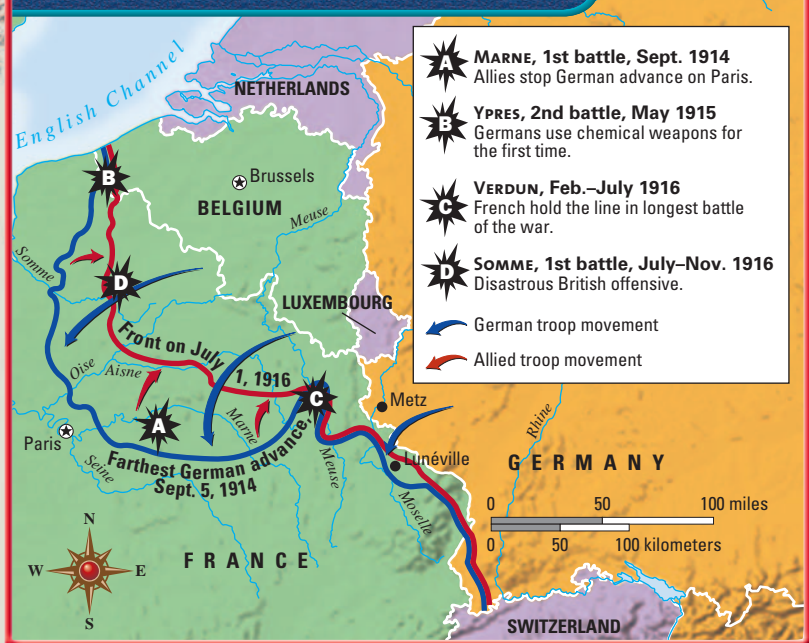 A MARNE, 1st battle, Sept. 1914
Allies stop German advance on Paris.
B YPRES, 2nd battle, May 1915
Germans use chemical weapons for
the first time.
C VERDUN, Feb.–July 1916
French hold the line in longest battle
of the war.
D SOMME, 1st battle, July–Nov. 1916
Disastrous British offensive.
German troop movement
Allied troop movement
English Channel
NETHERLANDS
B
Brussels
BELGIUM
Meuse
Somme
D
LUXEMBOURG
Front on July 1, 1916
Oise
Aisne
C
Metz
A
Marne
Paris
Rhine
Farthest German advance,
Sept. 5, 1914
Meuse
Lunéville
Seine
GERMANY
Moselle
0 50 100 miles
0 50 100 kilometers
N
W E
S
FRANCE
SWITZERLAND